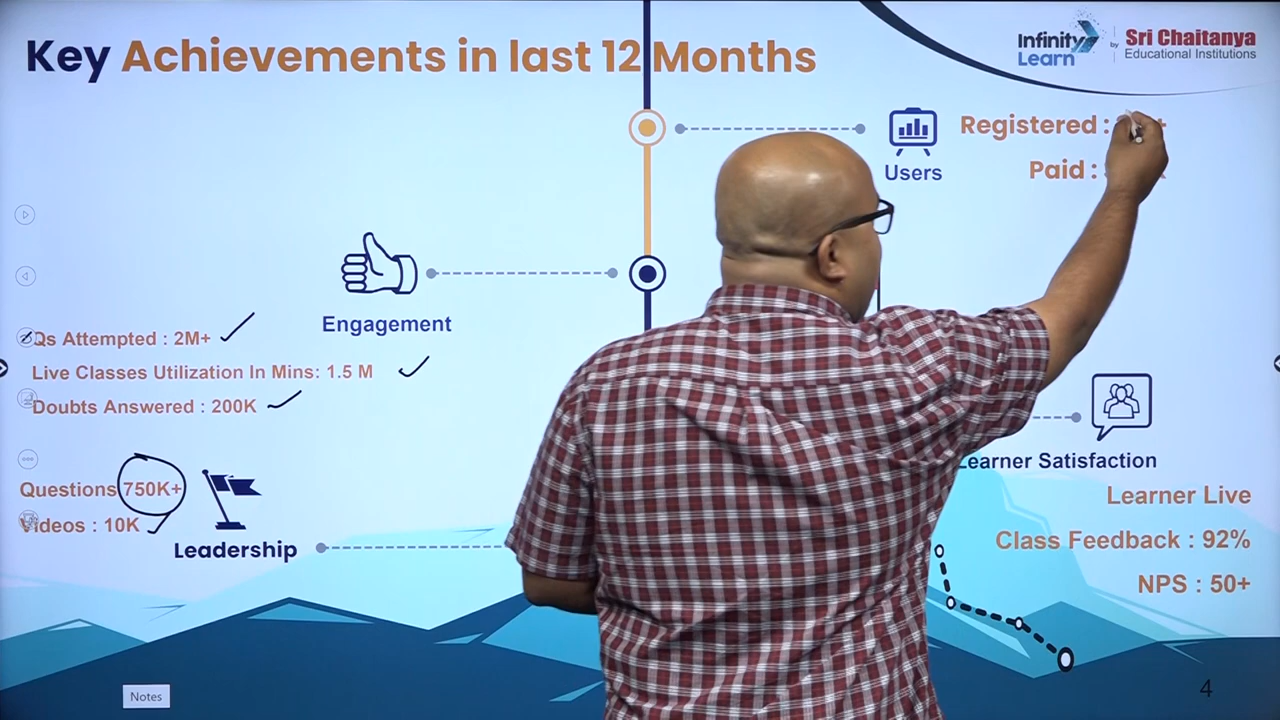 Key Achievements in last 12 Months
Infinity Learn by Sri Chaitanya Educational Institutions
Registered :
Paid :
Users
Engagement
Qs Attempted : 2M+
Live Classes Utilization In Mins: 1.5 M
Doubts Answered : 200K
Questions 750K+
Videos : 10K
Leadership
Learner Satisfaction
Learner Live
Class Feedback : 92%
NPS : 50+
Notes
4